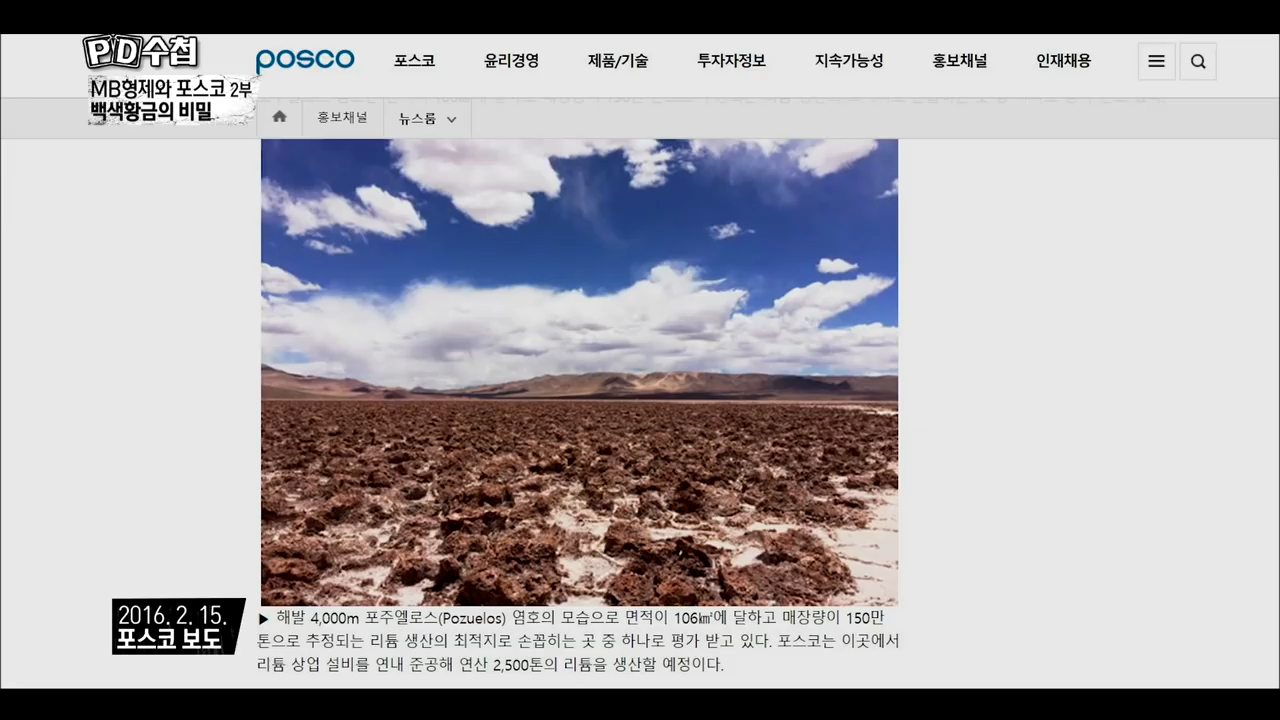 PD수첩
MB형제와 포스코 2부
백색황금의 비밀
posco 포스코 윤리경영 제품/기술 투자자정보 지속가능성 홍보채널 인재채용
홍보채널 뉴스룸
2016. 2. 15.
포스코 보도
▶ 해발 4,000m 포주엘로스(Pozuelos) 염호의 모습으로 면적이 106㎢에 달하고 매장량이 150만
톤으로 추정되는 리튬 생산의 최적지로 손꼽히는 곳 중 하나로 평가 받고 있다. 포스코는 이곳에서
리튬 상업 설비를 연내 준공해 연산 2,500톤의 리튬을 생산할 예정이다.